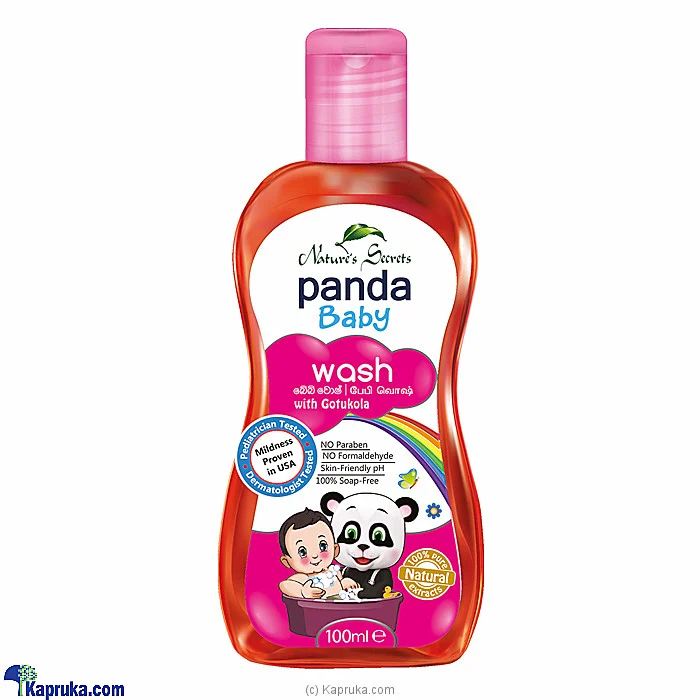 Nature's Secrets
panda
Baby
wash
බේබි වොෂ් | பேபி வொஷ்
with Gotukola
Pediatrician Tested
Mildness
Proven
in USA
Dermatologist Tested
NO Paraben
NO Formaldehyde
Skin-Friendly pH
100% Soap-Free
100% pure
Natural
extracts
100ml e
Kapruka.com
(c) Kapruka.com